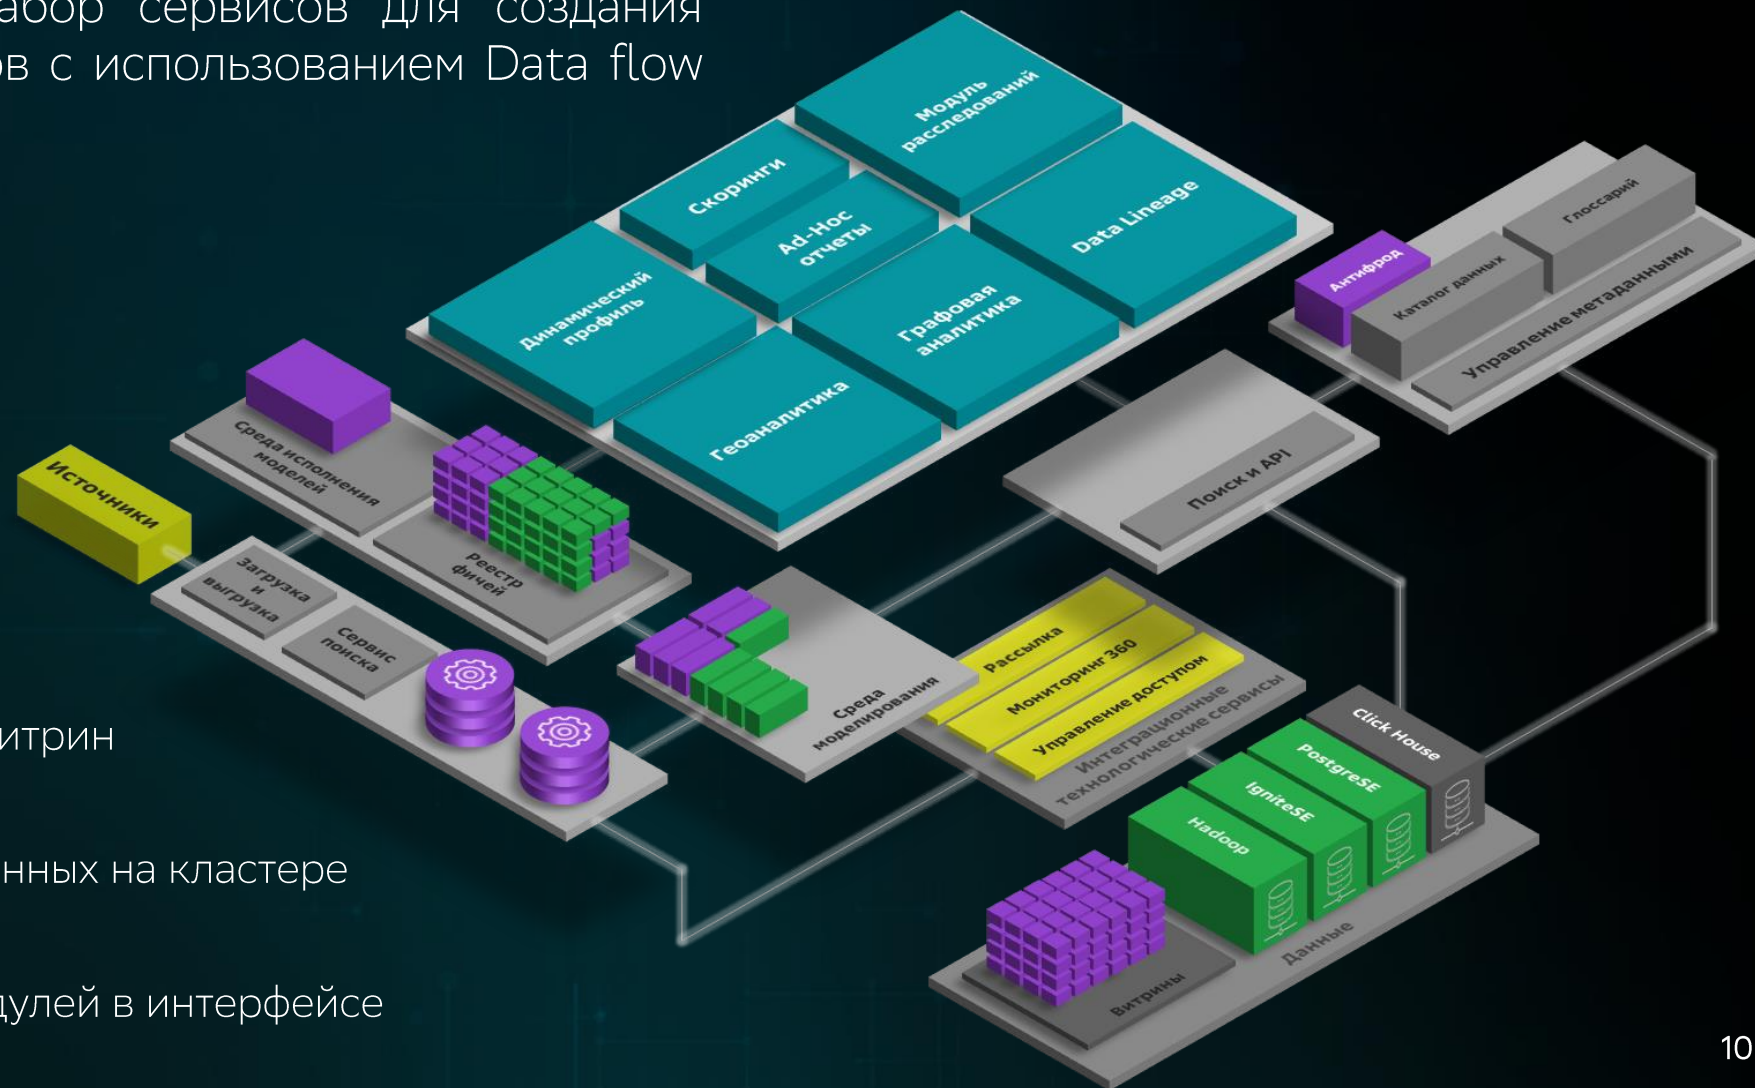 абор сервисов для создания
ов с использованием Data flow
Модуль
расследований
Скоринги
Ad-Hoc
отчеты
Data Lineage
Динамический
профиль
Графовая
аналитика
Геоаналитика
Глоссарий
Антифрод
Каталог данных
Управление метаданными
Поиск и API
Источники
Среда исполнения
моделей
Реестр
фичей
Загрузка
и
выгрузка
Сервис
поиска
Среда
моделирования
Рассылка
Мониторинг 360
Управление доступом
Интеграционные
технологические сервисы
Click House
PostgreSE
IgniteSE
Hadoop
Данные
Витрины
итрин
нных на кластере
дулей в интерфейсе
10